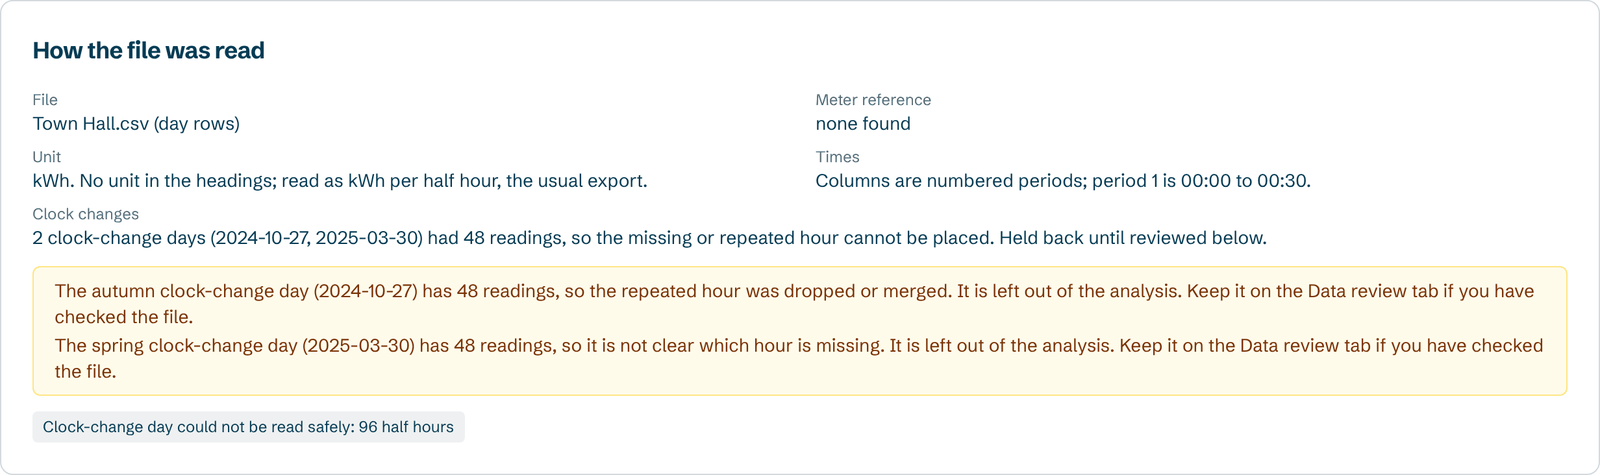 How the file was read
File
Town Hall.csv (day rows)
Meter reference
none found
Unit
kWh. No unit in the headings; read as kWh per half hour, the usual export.
Times
Columns are numbered periods; period 1 is 00:00 to 00:30.
Clock changes
2 clock-change days (2024-10-27, 2025-03-30) had 48 readings, so the missing or repeated hour cannot be placed. Held back until reviewed below.
The autumn clock-change day (2024-10-27) has 48 readings, so the repeated hour was dropped or merged. It is left out of the analysis. Keep it on the Data review tab if you have
checked the file.
The spring clock-change day (2025-03-30) has 48 readings, so it is not clear which hour is missing. It is left out of the analysis. Keep it on the Data review tab if you have checked
the file.
Clock-change day could not be read safely: 96 half hours